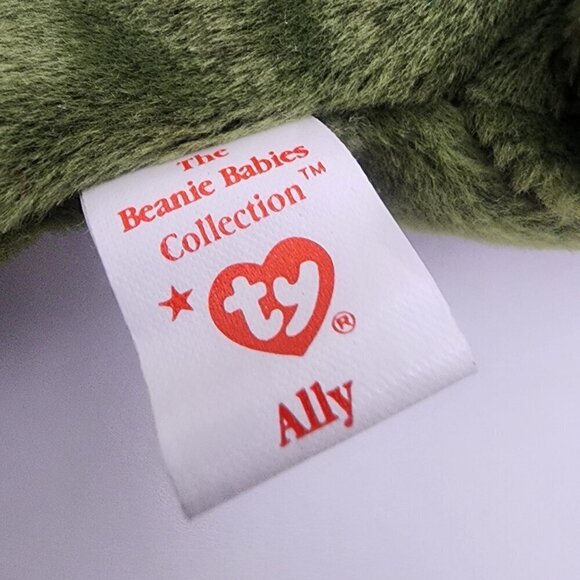 The
Beanie Babies
Collection™
ty®
Ally